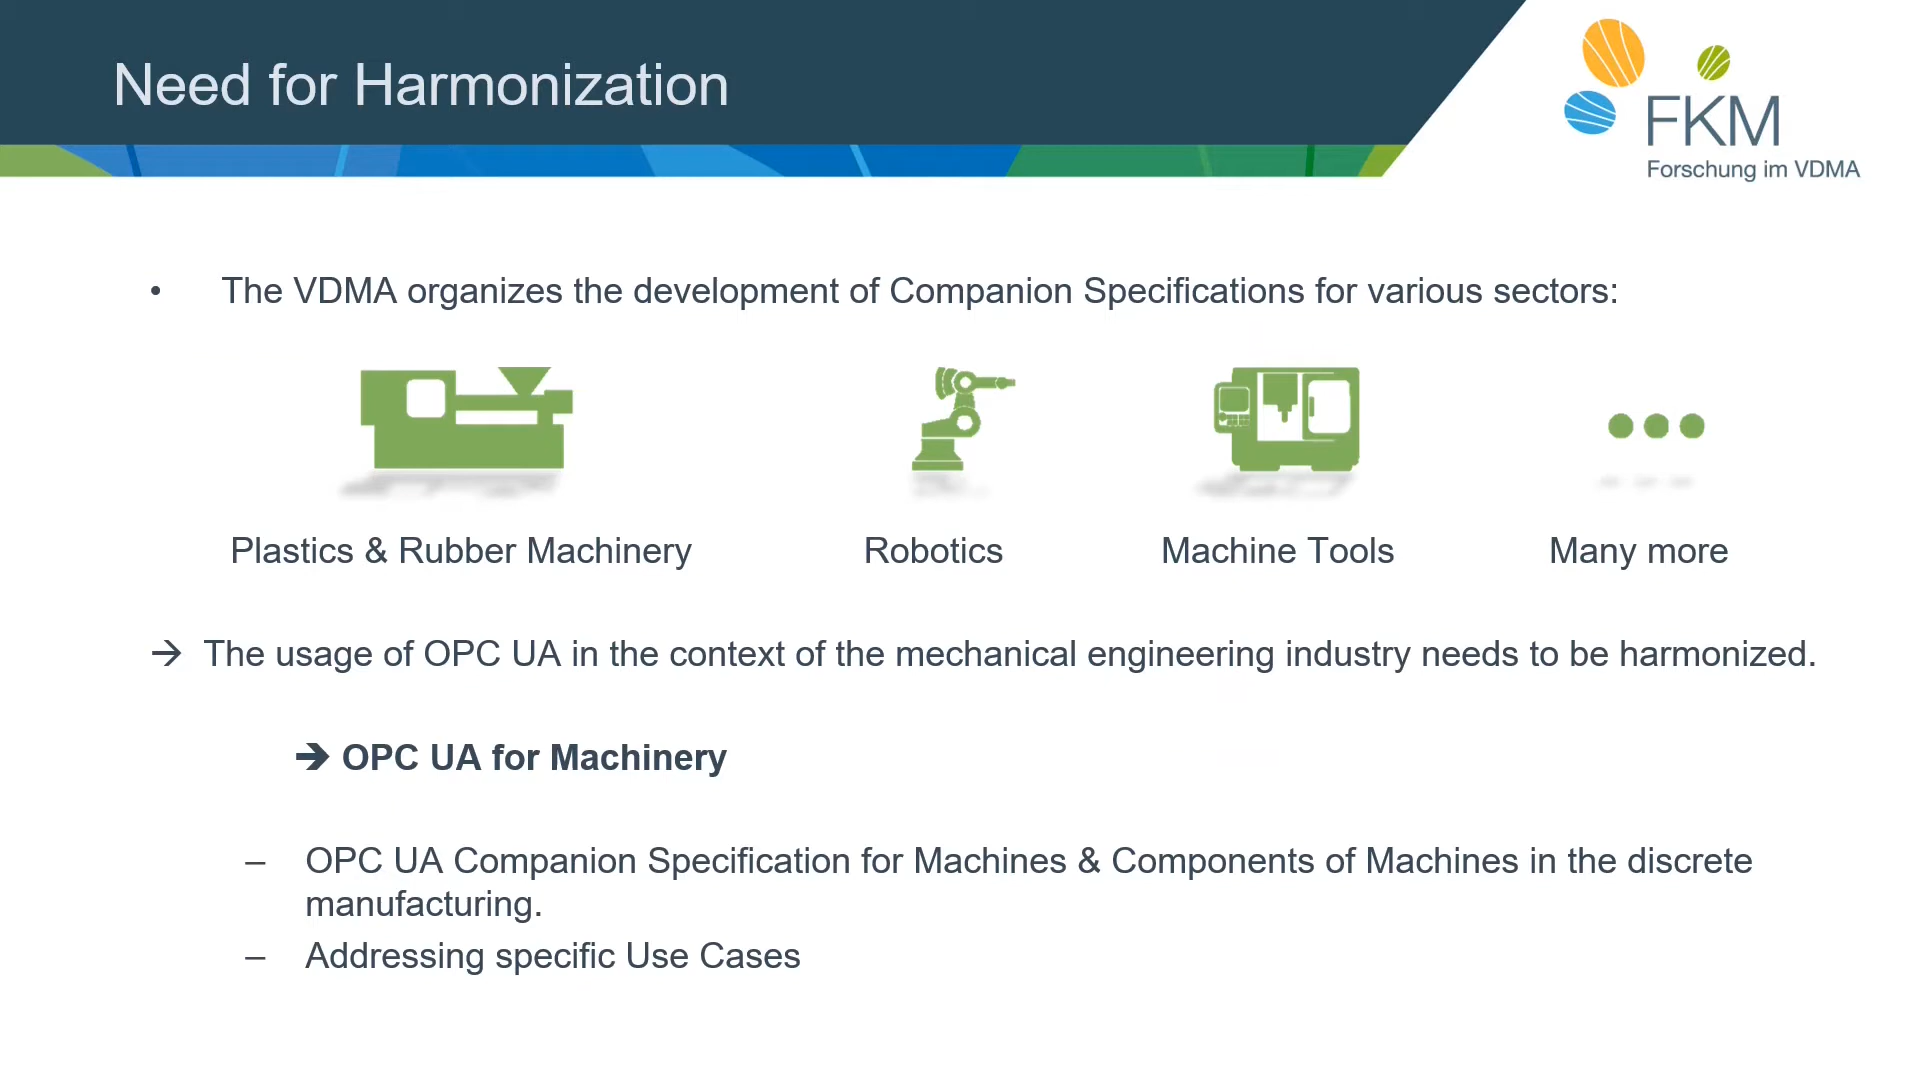 Need for Harmonization
FKM
Forschung im VDMA
• The VDMA organizes the development of Companion Specifications for various sectors:
Plastics & Rubber Machinery
Robotics
Machine Tools
Many more
→ The usage of OPC UA in the context of the mechanical engineering industry needs to be harmonized.
➔ OPC UA for Machinery
– OPC UA Companion Specification for Machines & Components of Machines in the discrete
manufacturing.
– Addressing specific Use Cases